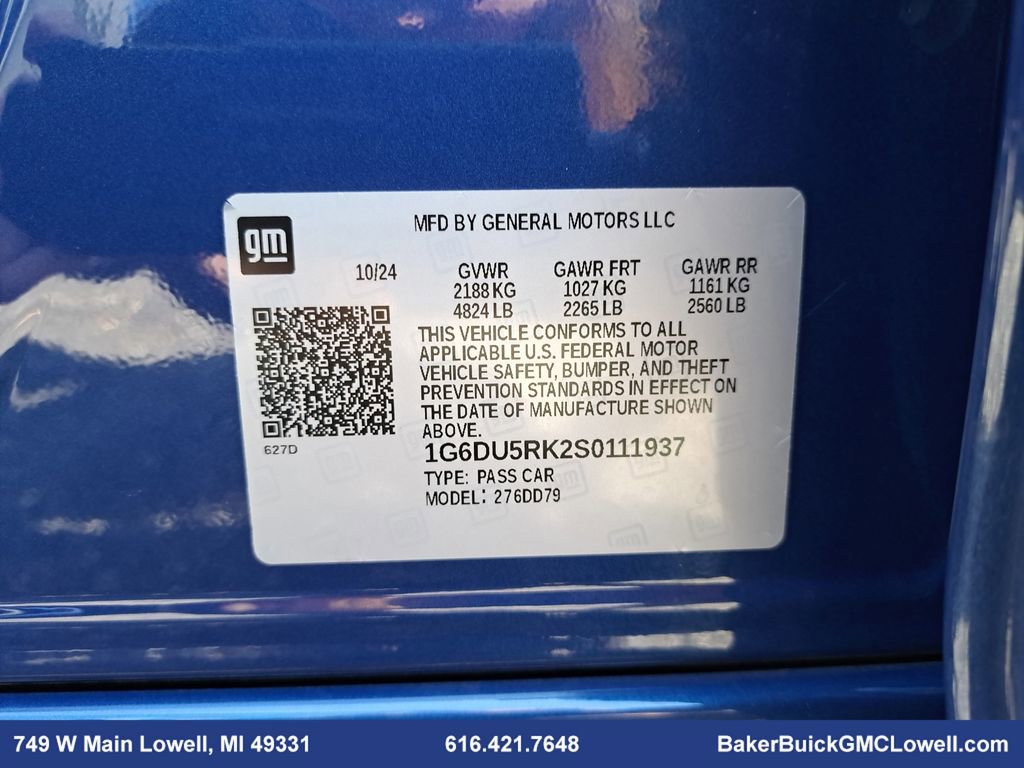 gm
MFD BY GENERAL MOTORS LLC
10/24
GVWR GAWR FRT GAWR RR
2188 KG 1027 KG 1161 KG
4824 LB 2265 LB 2560 LB
THIS VEHICLE CONFORMS TO ALL
APPLICABLE U.S. FEDERAL MOTOR
VEHICLE SAFETY, BUMPER, AND THEFT
PREVENTION STANDARDS IN EFFECT ON
THE DATE OF MANUFACTURE SHOWN
ABOVE.
627D
1G6DU5RK2S0111937
TYPE: PASS CAR
MODEL: 276DD79
749 W Main Lowell, MI 49331 616.421.7648 BakerBuickGMCLowell.com